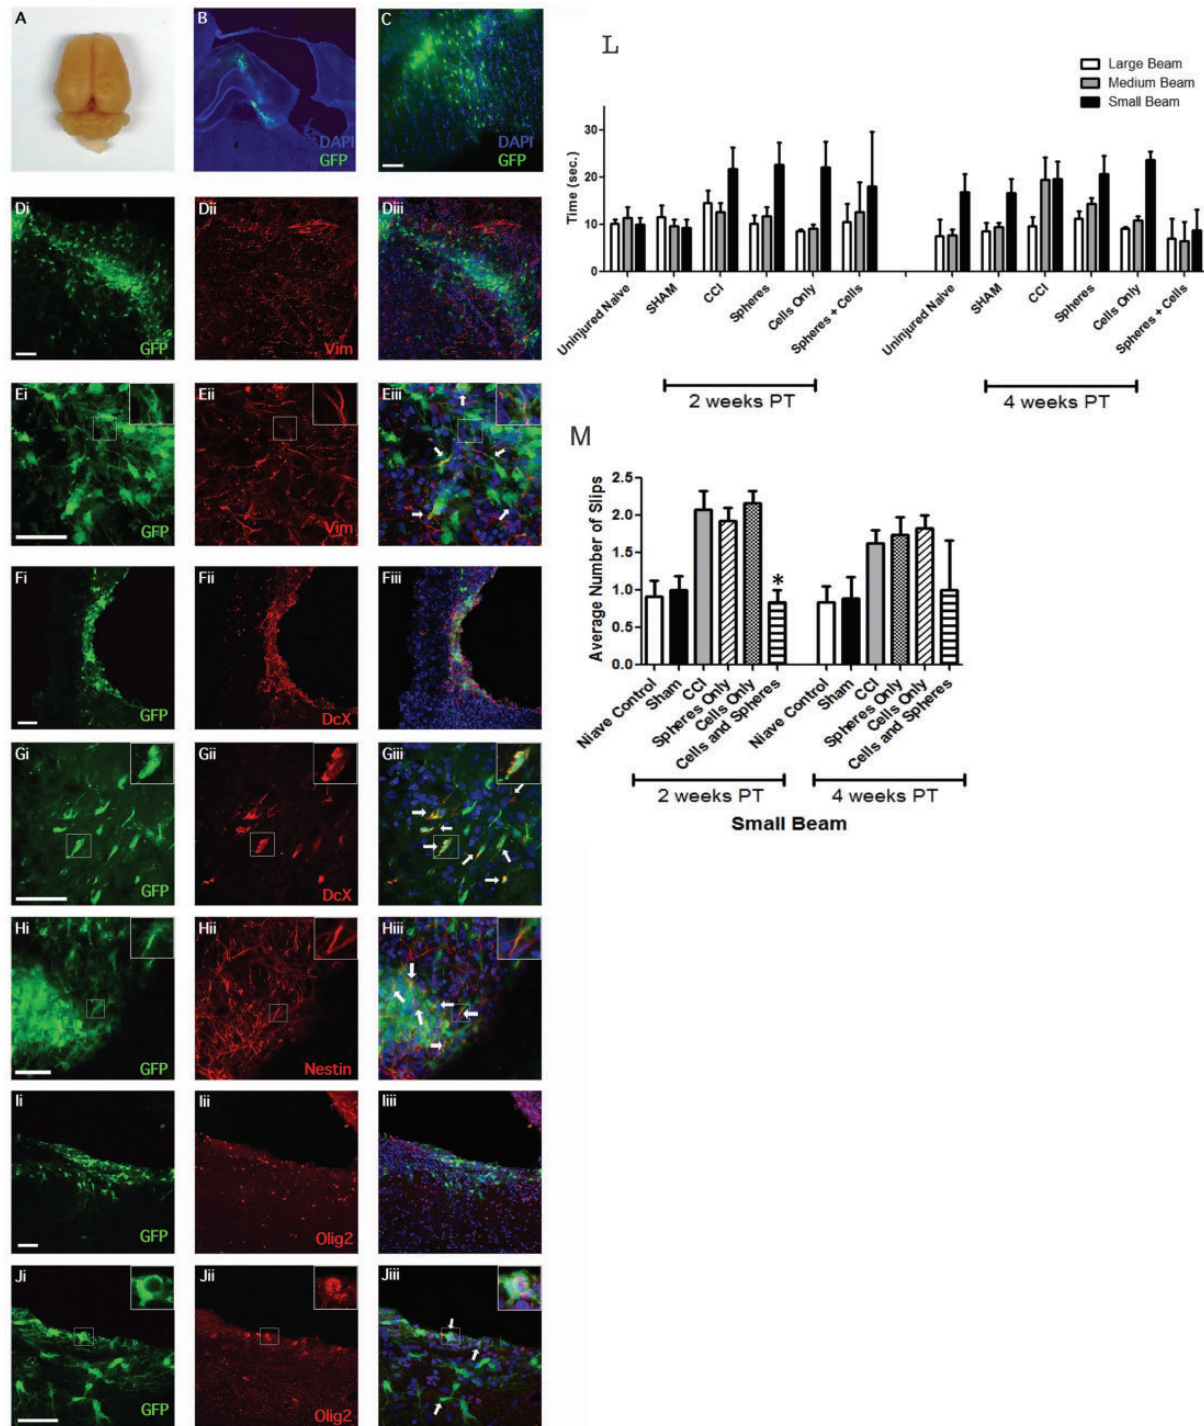 A
B
DAPI
GFP
C
DAPI
GFP
Di
GFP
Dii
Vim
Diii
Ei
GFP
Eii
Vim
Eiii
Fi
GFP
Fii
DcX
Fiii
Gi
GFP
Gii
DcX
Giii
Hi
GFP
Hii
Nestin
Hiii
Ii
GFP
Iii
Olig2
Iiii
Ji
GFP
Jii
Olig2
Jiii
L
Large Beam
Medium Beam
Small Beam
Time (sec.)
30
20
10
0
Uninjured Naive
SHAM
CCI
Spheres
Cells Only
Spheres + Cells
Uninjured Naive
SHAM
CCI
Spheres
Cells Only
Spheres + Cells
2 weeks PT
4 weeks PT
M
Average Number of Slips
2.5
2.0
1.5
1.0
0.5
0.0
*
Niave Control
Sham
CCI
Spheres Only
Cells Only
Cells and Spheres
Niave Control
Sham
CCI
Spheres Only
Cells Only
Cells and Spheres
2 weeks PT
4 weeks PT
Small Beam